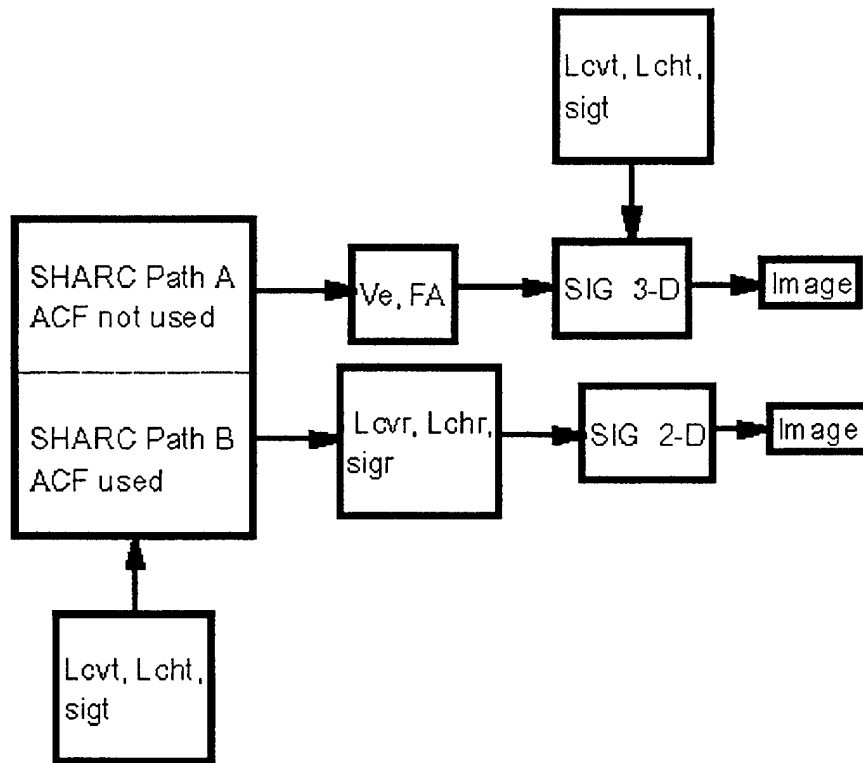 Lcvt, Lcht,
sigt
SHARC Path A
ACF not used
Ve, FA
SIG 3-D
Image
SHARC Path B
ACF used
Lcvr, Lchr,
sigr
SIG 2-D
Image
Lcvt, Lcht,
sigt